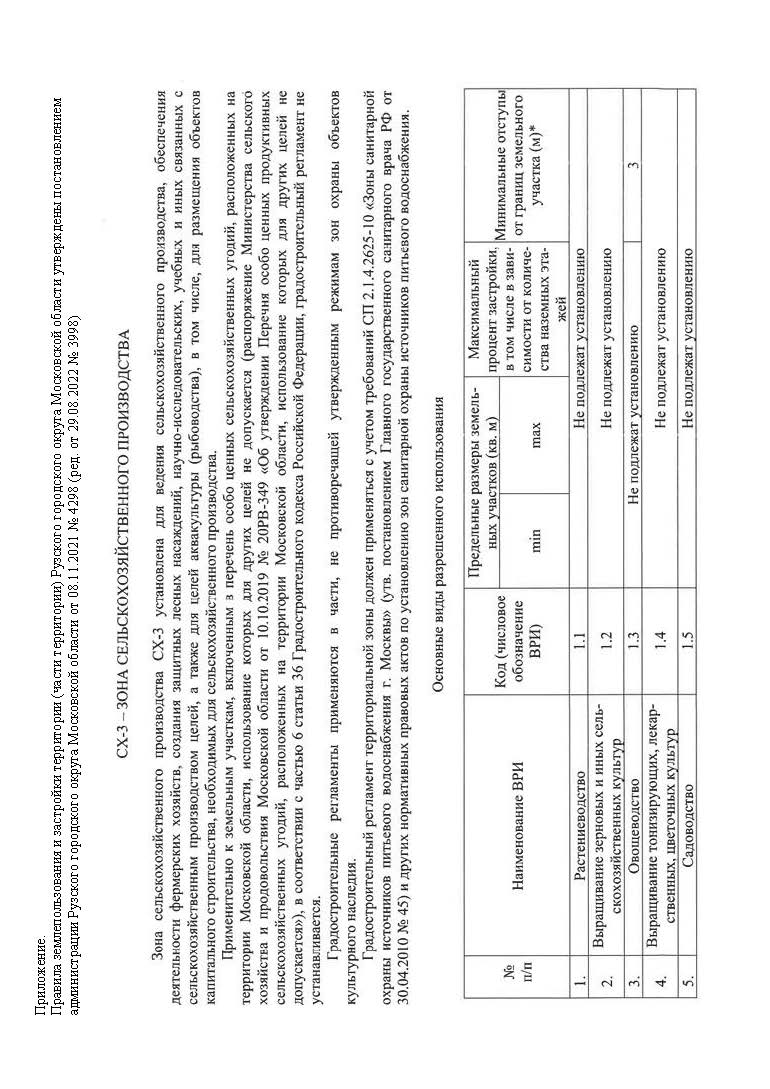 Приложение.
Правила землепользования и застройки территории (части территории) Рузского городского округа Московской области утверждены постановлением
администрации Рузского городского округа Московской области от 08.11.2021 № 4298 (ред. от 29.08.2022 № 3998)
СХ-3 – ЗОНА СЕЛЬСКОХОЗЯЙСТВЕННОГО ПРОИЗВОДСТВА
Зона сельскохозяйственного производства СХ-3 установлена для ведения сельскохозяйственного производства, обеспечения
деятельности фермерских хозяйств, создания защитных лесных насаждений, научно-исследовательских, учебных и иных связанных с
сельскохозяйственным производством целей, а также для целей аквакультуры (рыбоводства), в том числе, для размещения объектов
капитального строительства, необходимых для сельскохозяйственного производства.
Применительно к земельным участкам, включенным в перечень особо ценных сельскохозяйственных угодий, расположенных на
территории Московской области, использование которых для других целей не допускается (распоряжение Министерства сельского
хозяйства и продовольствия Московской области от 10.10.2019 № 20РВ-349 «Об утверждении Перечня особо ценных продуктивных
сельскохозяйственных угодий, расположенных на территории Московской области, использование которых для других целей не
допускается»), в соответствии с частью 6 статьи 36 Градостроительного кодекса Российской Федерации, градостроительный регламент не
устанавливается.
Градостроительные регламенты применяются в части, не противоречащей утвержденным режимам зон охраны объектов
культурного наследия.
Градостроительный регламент территориальной зоны должен применяться с учетом требований СП 2.1.4.2625-10 «Зоны санитарной
охраны источников питьевого водоснабжения г. Москвы» (утв. постановлением Главного государственного санитарного врача РФ от
30.04.2010 № 45) и других нормативных правовых актов по установлению зон санитарной охраны источников питьевого водоснабжения.
Основные виды разрешенного использования
№ п/п
Наименование ВРИ
Код (числовое обозначение ВРИ)
Предельные размеры земель-
ных участков (кв. м)
min
max
Максимальный
процент застройки,
в том числе в зави-
симости от количе-
ства наземных эта-
жей
Минимальные отступы
от границ земельного
участка (м)*
1. Растениеводство 1.1 Не подлежат установлению
2. Выращивание зерновых и иных сель-
скохозяйственных культур 1.2 Не подлежат установлению
3. Овощеводство 1.3 Не подлежат установлению 3
4. Выращивание тонизирующих, лекар-
ственных, цветочных культур 1.4 Не подлежат установлению
5. Садоводство 1.5 Не подлежат установлению